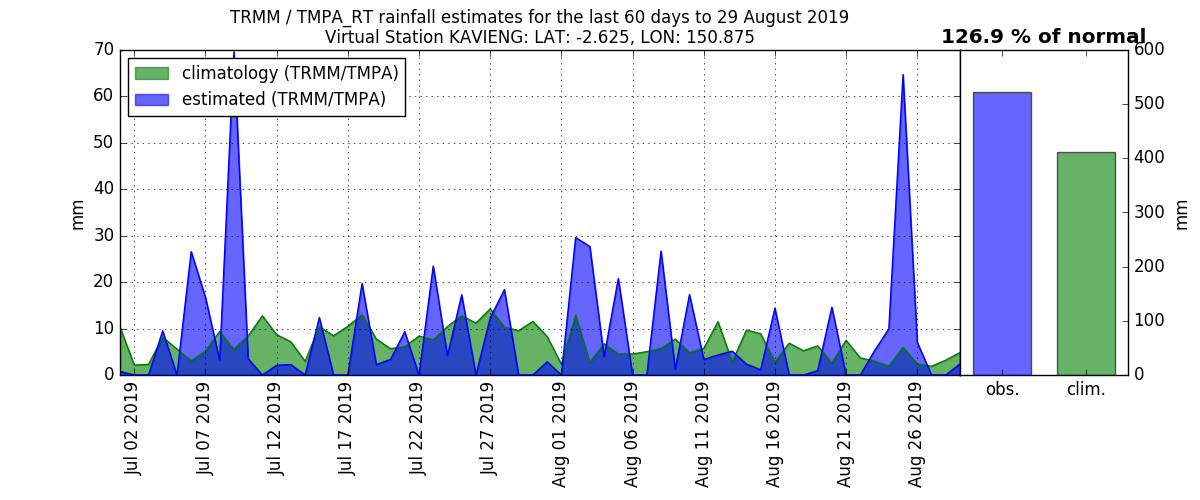 TRMM / TMPA_RT rainfall estimates for the last 60 days to 29 August 2019
Virtual Station KAVIENG: LAT: -2.625, LON: 150.875
126.9 % of normal
climatology (TRMM/TMPA)
estimated (TRMM/TMPA)
mm
70
60
50
40
30
20
10
0
Jul 02 2019
Jul 07 2019
Jul 12 2019
Jul 17 2019
Jul 22 2019
Jul 27 2019
Aug 01 2019
Aug 06 2019
Aug 11 2019
Aug 16 2019
Aug 21 2019
Aug 26 2019
obs.
clim.
600
500
400
300
200
100
0
mm